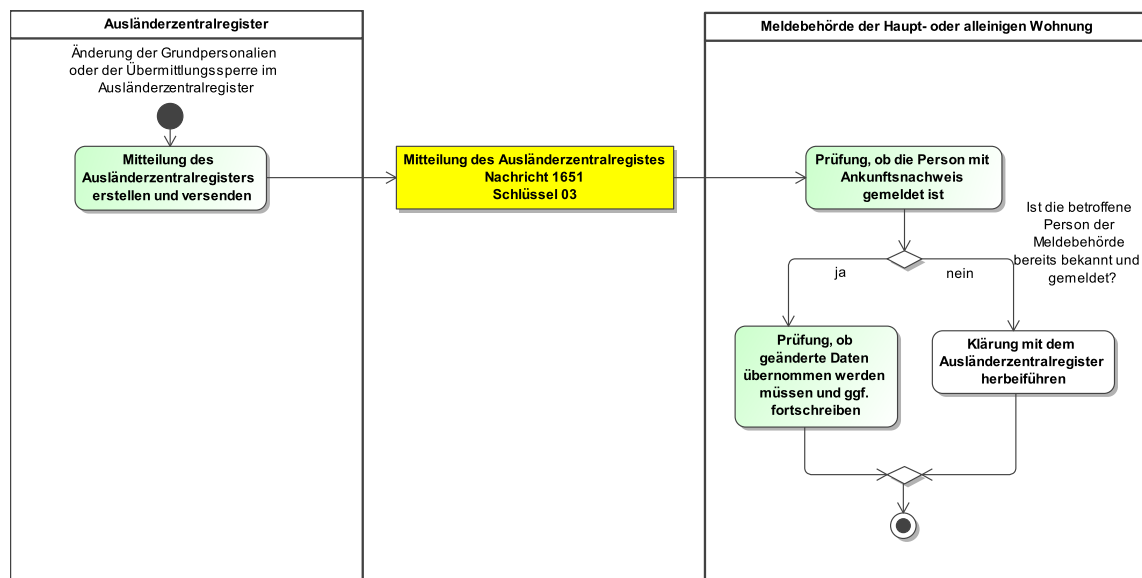 Ausländerzentralregister
Änderung der Grundpersonalien
oder der Übermittlungssperre im
Ausländerzentralregister
Mitteilung des
Ausländerzentralregisters
erstellen und versenden
Mitteilung des Ausländerzentralregistes
Nachricht 1651
Schlüssel 03
Meldebehörde der Haupt- oder alleinigen Wohnung
Prüfung, ob die Person mit
Ankunftsnachweis
gemeldet ist
Ist die betroffene
Person der
Meldebehörde
bereits bekannt und
gemeldet?
ja
nein
Prüfung, ob
geänderte Daten
übernommen werden
müssen und ggf.
fortschreiben
Klärung mit dem
Ausländerzentralregister
herbeiführen